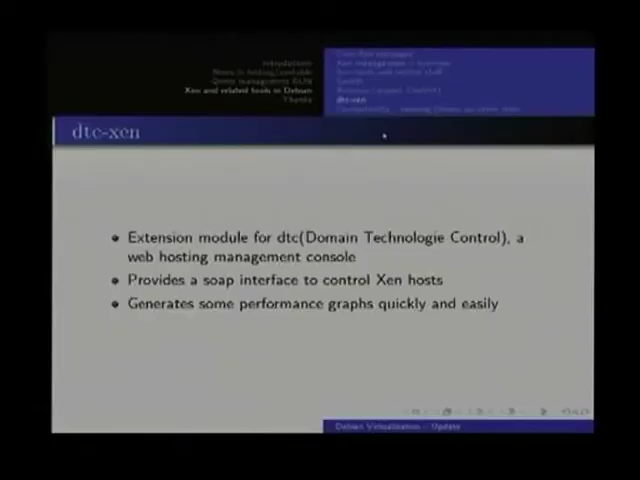 Introduction
Xen and related tools in Debian
Thanks
dtc-xen
dtc-xen
Extension module for dtc(Domain Technologie Control), a
web hosting management console
Provides a soap interface to control Xen hosts
Generates some performance graphs quickly and easily
Debian Virtualization - Update